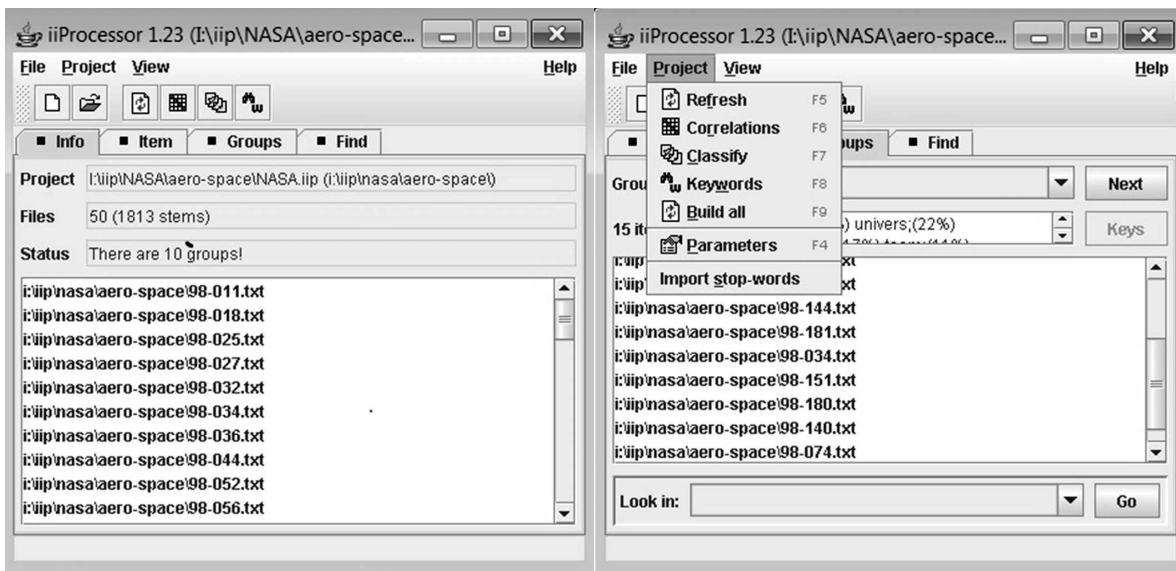 iiProcessor 1.23 (I:\iip\NASA\aero-space...
File Project View Help
Info Item Groups Find
Project I:\iip\NASA\aero-space\NASA.iip (i:\iip\nasa\aero-space\)
Files 50 (1813 stems)
Status There are 10 groups!
i:\iip\nasa\aero-space\98-011.txt
i:\iip\nasa\aero-space\98-018.txt
i:\iip\nasa\aero-space\98-025.txt
i:\iip\nasa\aero-space\98-027.txt
i:\iip\nasa\aero-space\98-032.txt
i:\iip\nasa\aero-space\98-034.txt
i:\iip\nasa\aero-space\98-036.txt
i:\iip\nasa\aero-space\98-044.txt
i:\iip\nasa\aero-space\98-052.txt
i:\iip\nasa\aero-space\98-056.txt
iiProcessor 1.23 (I:\iip\NASA\aero-space...
File Project View Help
Refresh F5
Correlations F6
Classify F7
Keywords F8
Build all F9
Parameters F4
Import stop-words
ups Find
Grou Next
15 it ) univers;(22%) Keys
i:\iip\nasa\aero-space\98-144.txt
i:\iip\nasa\aero-space\98-181.txt
i:\iip\nasa\aero-space\98-034.txt
i:\iip\nasa\aero-space\98-151.txt
i:\iip\nasa\aero-space\98-180.txt
i:\iip\nasa\aero-space\98-140.txt
i:\iip\nasa\aero-space\98-074.txt
Look in: Go